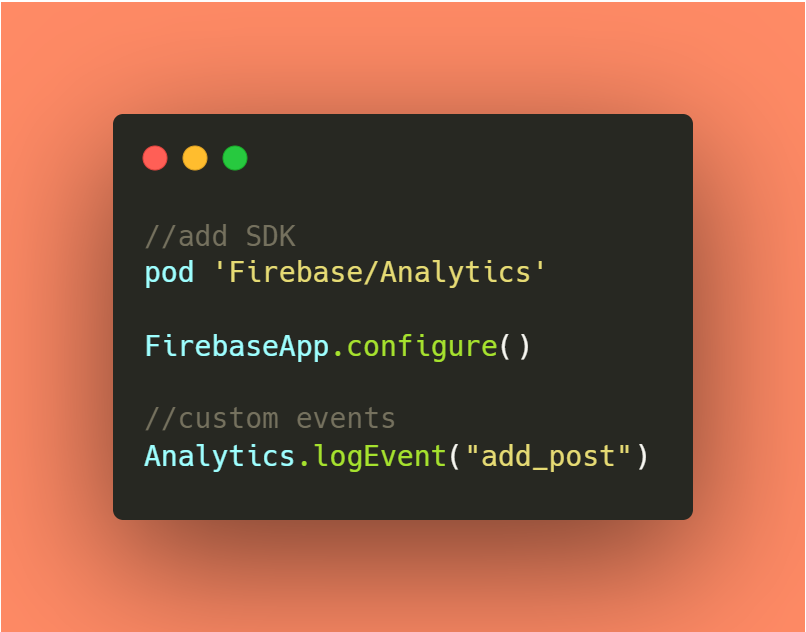 //add SDK
pod 'Firebase/Analytics'
FirebaseApp.configure()
//custom events
Analytics.logEvent("add_post")